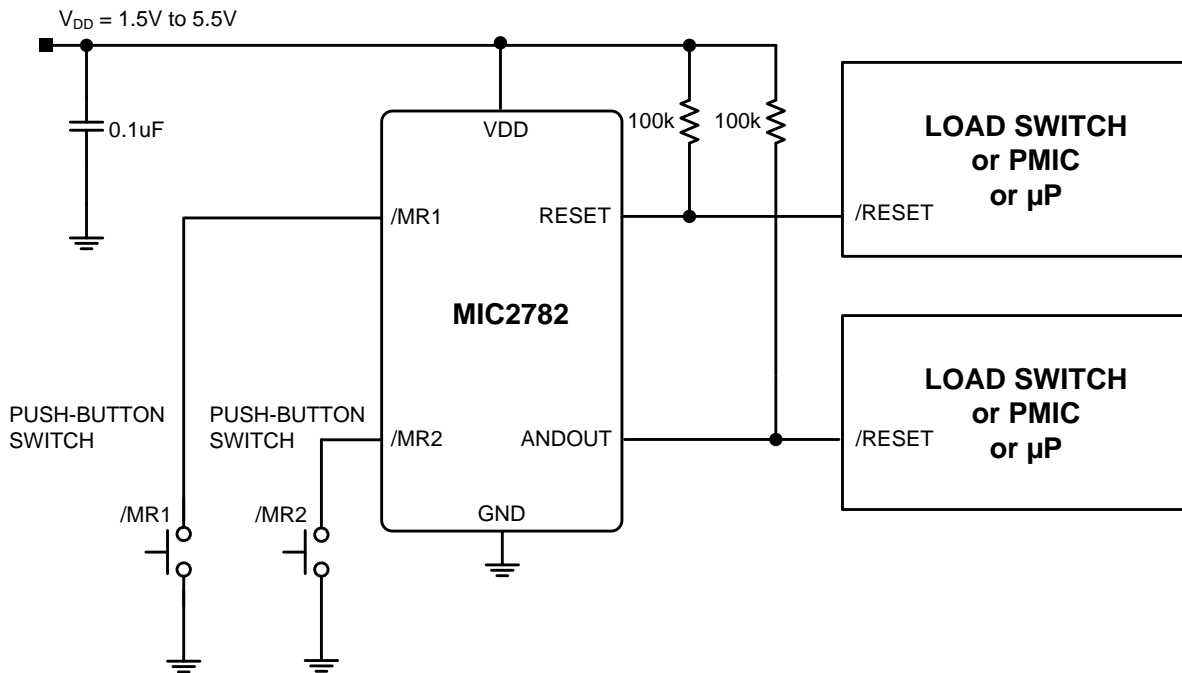 VDD = 1.5V to 5.5V
0.1uF
VDD
100k
100k
LOAD SWITCH
or PMIC
or µP
/MR1
RESET
/RESET
MIC2782
LOAD SWITCH
or PMIC
or µP
PUSH-BUTTON
SWITCH
PUSH-BUTTON
SWITCH
/MR2
ANDOUT
/RESET
/MR1
/MR2
GND